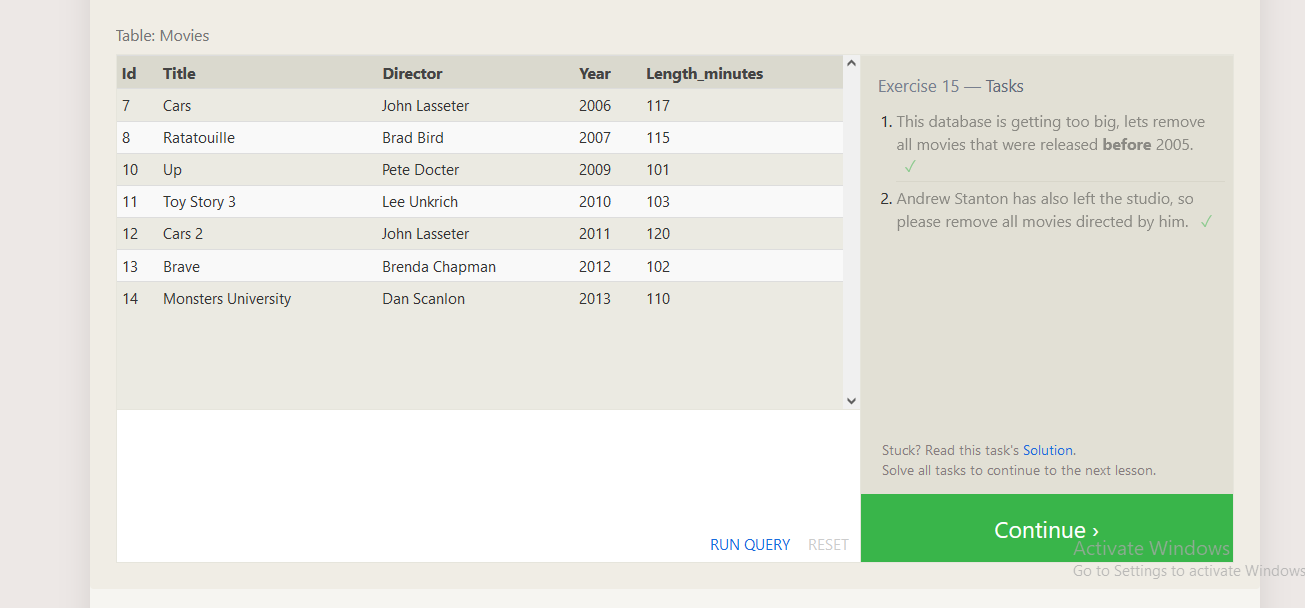 Table: Movies
Id Title Director Year Length_minutes
7 Cars John Lasseter 2006 117
8 Ratatouille Brad Bird 2007 115
10 Up Pete Docter 2009 101
11 Toy Story 3 Lee Unkrich 2010 103
12 Cars 2 John Lasseter 2011 120
13 Brave Brenda Chapman 2012 102
14 Monsters University Dan Scanlon 2013 110
RUN QUERY RESET
Exercise 15 — Tasks
1. This database is getting too big, lets remove
all movies that were released before 2005.
✓
2. Andrew Stanton has also left the studio, so
please remove all movies directed by him. ✓
Stuck? Read this task's Solution.
Solve all tasks to continue to the next lesson.
Continue ›
Activate Windows
Go to Settings to activate Windows